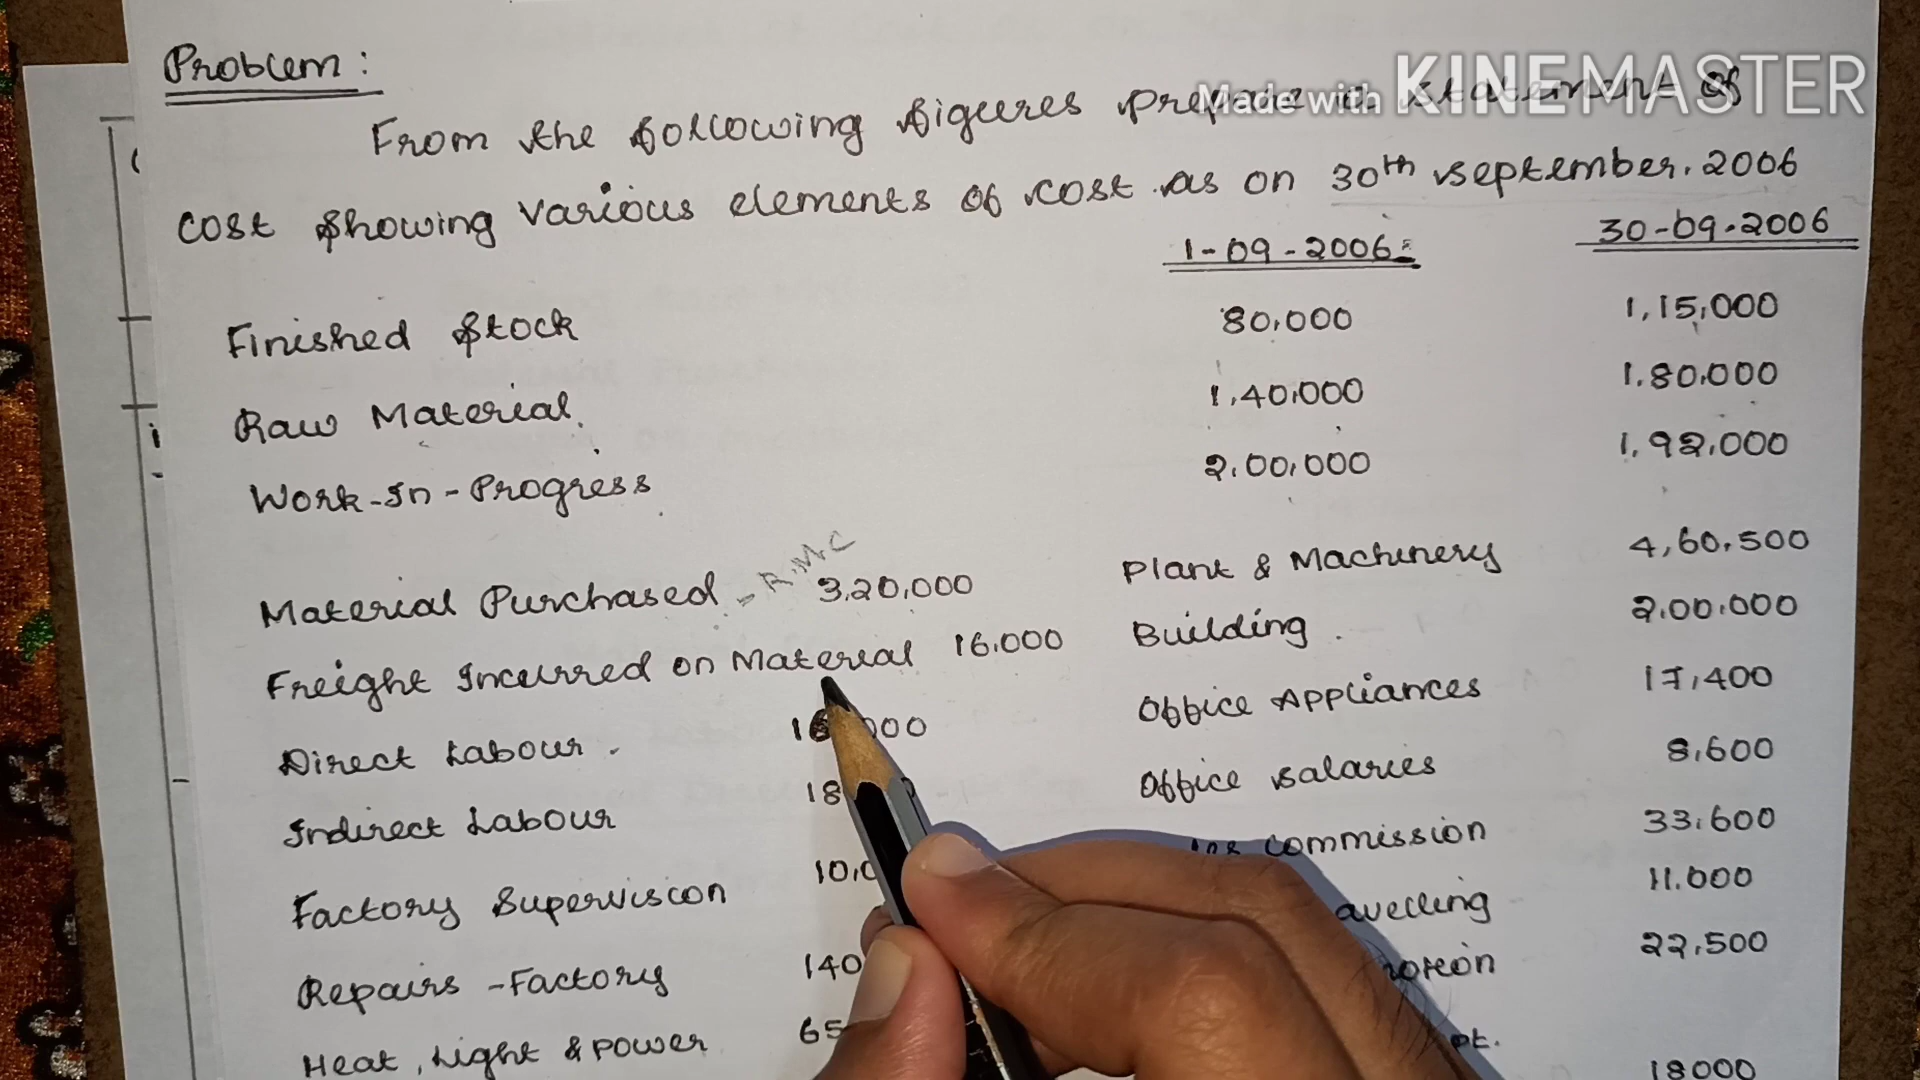 Problem:
Made with KINEMASTER
From the following figures prepare a statement of
cost showing various elements of cost as on 30th september.2006
1-09-2006 30-09-2006
Finished Stock 80,000 1,15,000
Raw Material 1,40,000 1,80,000
Work-In-Progress 2,00,000 1,92,000
Material Purchased - R.M.C 3,20,000 Plant & Machinery 4,60,500
Freight Incurred on Material 16,000 Building 2,00,000
Direct Labour Office Appliances 17,400
Indirect Labour Office salaries 8,600
Factory Supervision commission 33,600
Repairs - Factory 11,000
Heat, Light & Power 22,500
18000